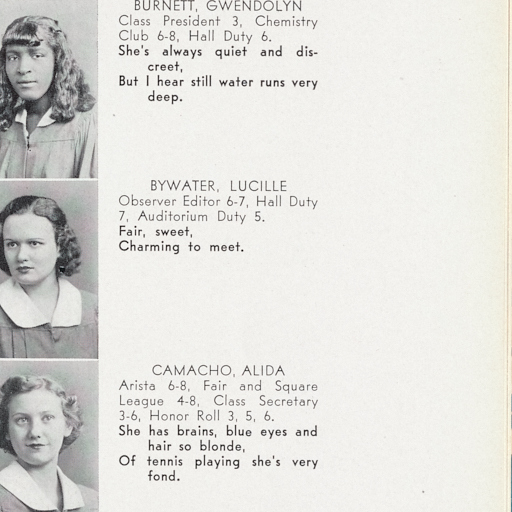 BURNETT, GWENDOLYN
Class President 3, Chemistry
Club 6-8, Hall Duty 6.
She's always quiet and dis-
creet,
But I hear still water runs very
deep.
BYWATER, LUCILLE
Observer Editor 6-7, Hall Duty
7, Auditorium Duty 5.
Fair, sweet,
Charming to meet.
CAMACHO, ALIDA
Arista 6-8, Fair and Square
League 4-8, Class Secretary
3-6, Honor Roll 3, 5, 6.
She has brains, blue eyes and
hair so blonde,
Of tennis playing she's very
fond.